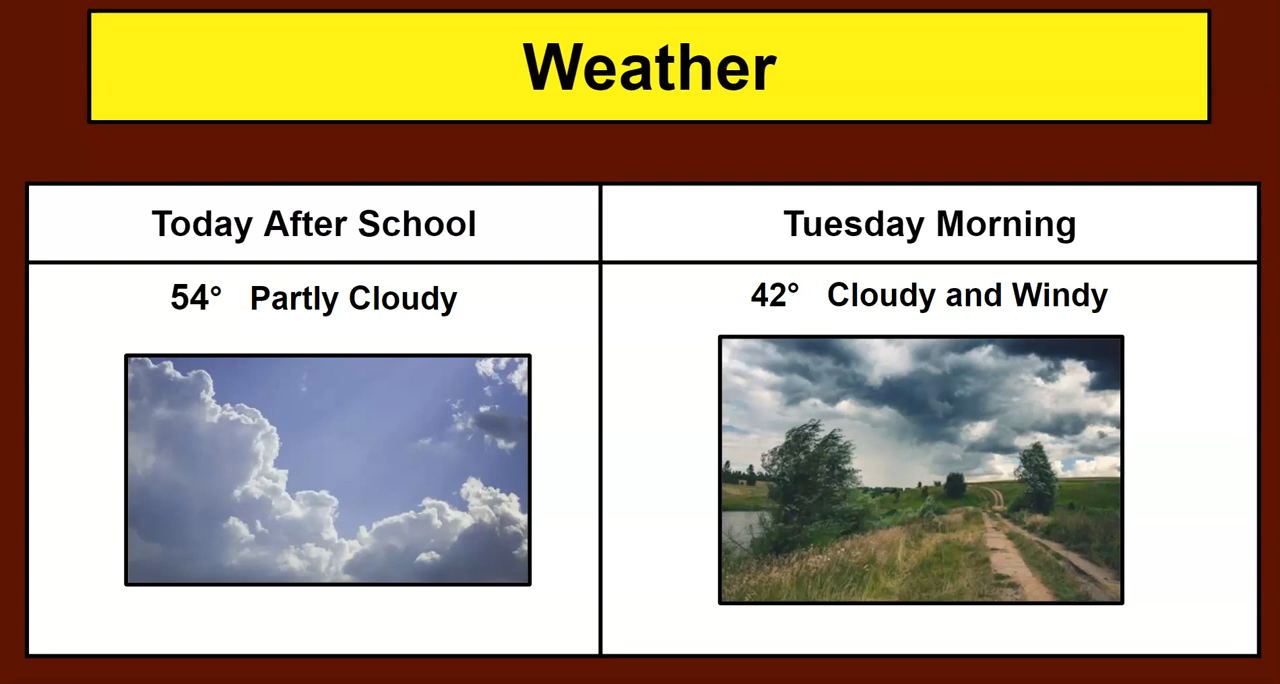 Weather
Today After School
Tuesday Morning
54° Partly Cloudy
42° Cloudy and Windy